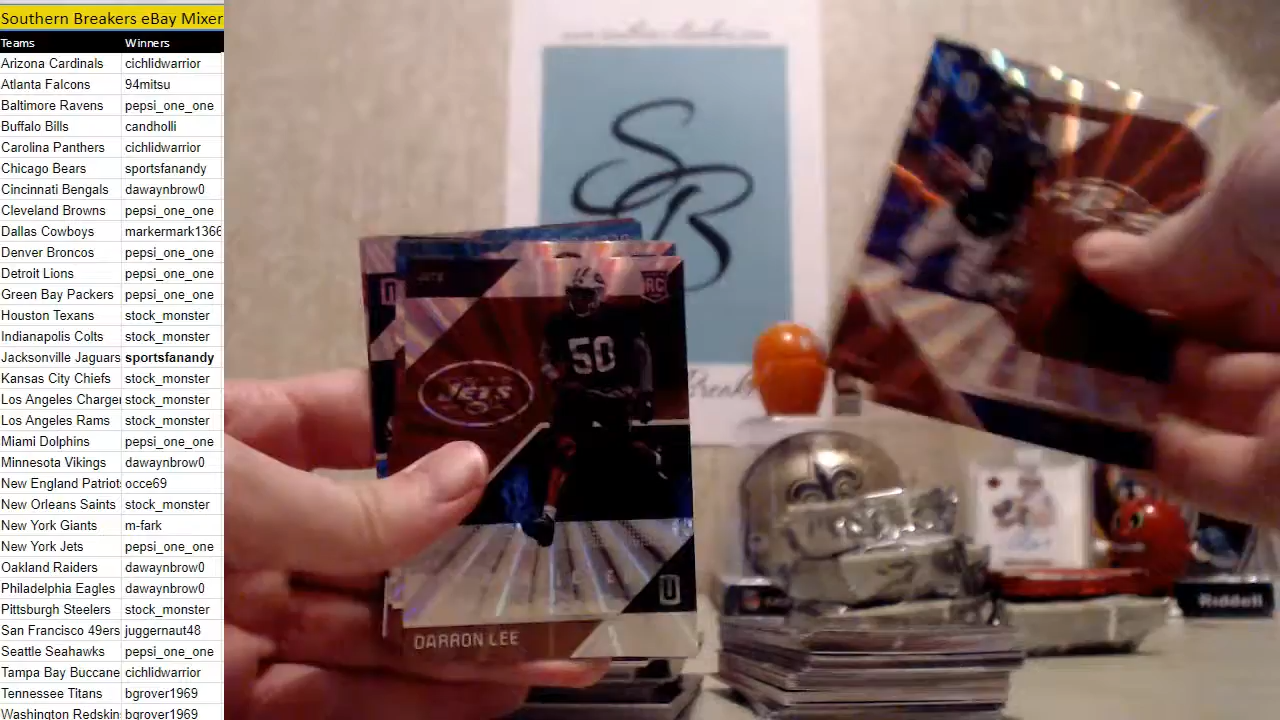 Southern Breakers eBay Mixer
Teams Winners
Arizona Cardinals cichlidwarrior
Atlanta Falcons 94mitsu
Baltimore Ravens pepsi_one_one
Buffalo Bills candholli
Carolina Panthers cichlidwarrior
Chicago Bears sportsfanandy
Cincinnati Bengals dawaynbrow0
Cleveland Browns pepsi_one_one
Dallas Cowboys markermark1366
Denver Broncos pepsi_one_one
Detroit Lions pepsi_one_one
Green Bay Packers pepsi_one_one
Houston Texans stock_monster
Indianapolis Colts stock_monster
Jacksonville Jaguars sportsfanandy
Kansas City Chiefs stock_monster
Los Angeles Charger stock_monster
Los Angeles Rams stock_monster
Miami Dolphins pepsi_one_one
Minnesota Vikings dawaynbrow0
New England Patriot occe69
New Orleans Saints stock_monster
New York Giants m-fark
New York Jets pepsi_one_one
Oakland Raiders dawaynbrow0
Philadelphia Eagles dawaynbrow0
Pittsburgh Steelers stock_monster
San Francisco 49ers juggernaut48
Seattle Seahawks pepsi_one_one
Tampa Bay Buccane cichlidwarrior
Tennessee Titans bgrover1969
Washington Redskin bgrover1969
SB
JETS
RC
50
JETS
U
DARRON LEE
Riddell